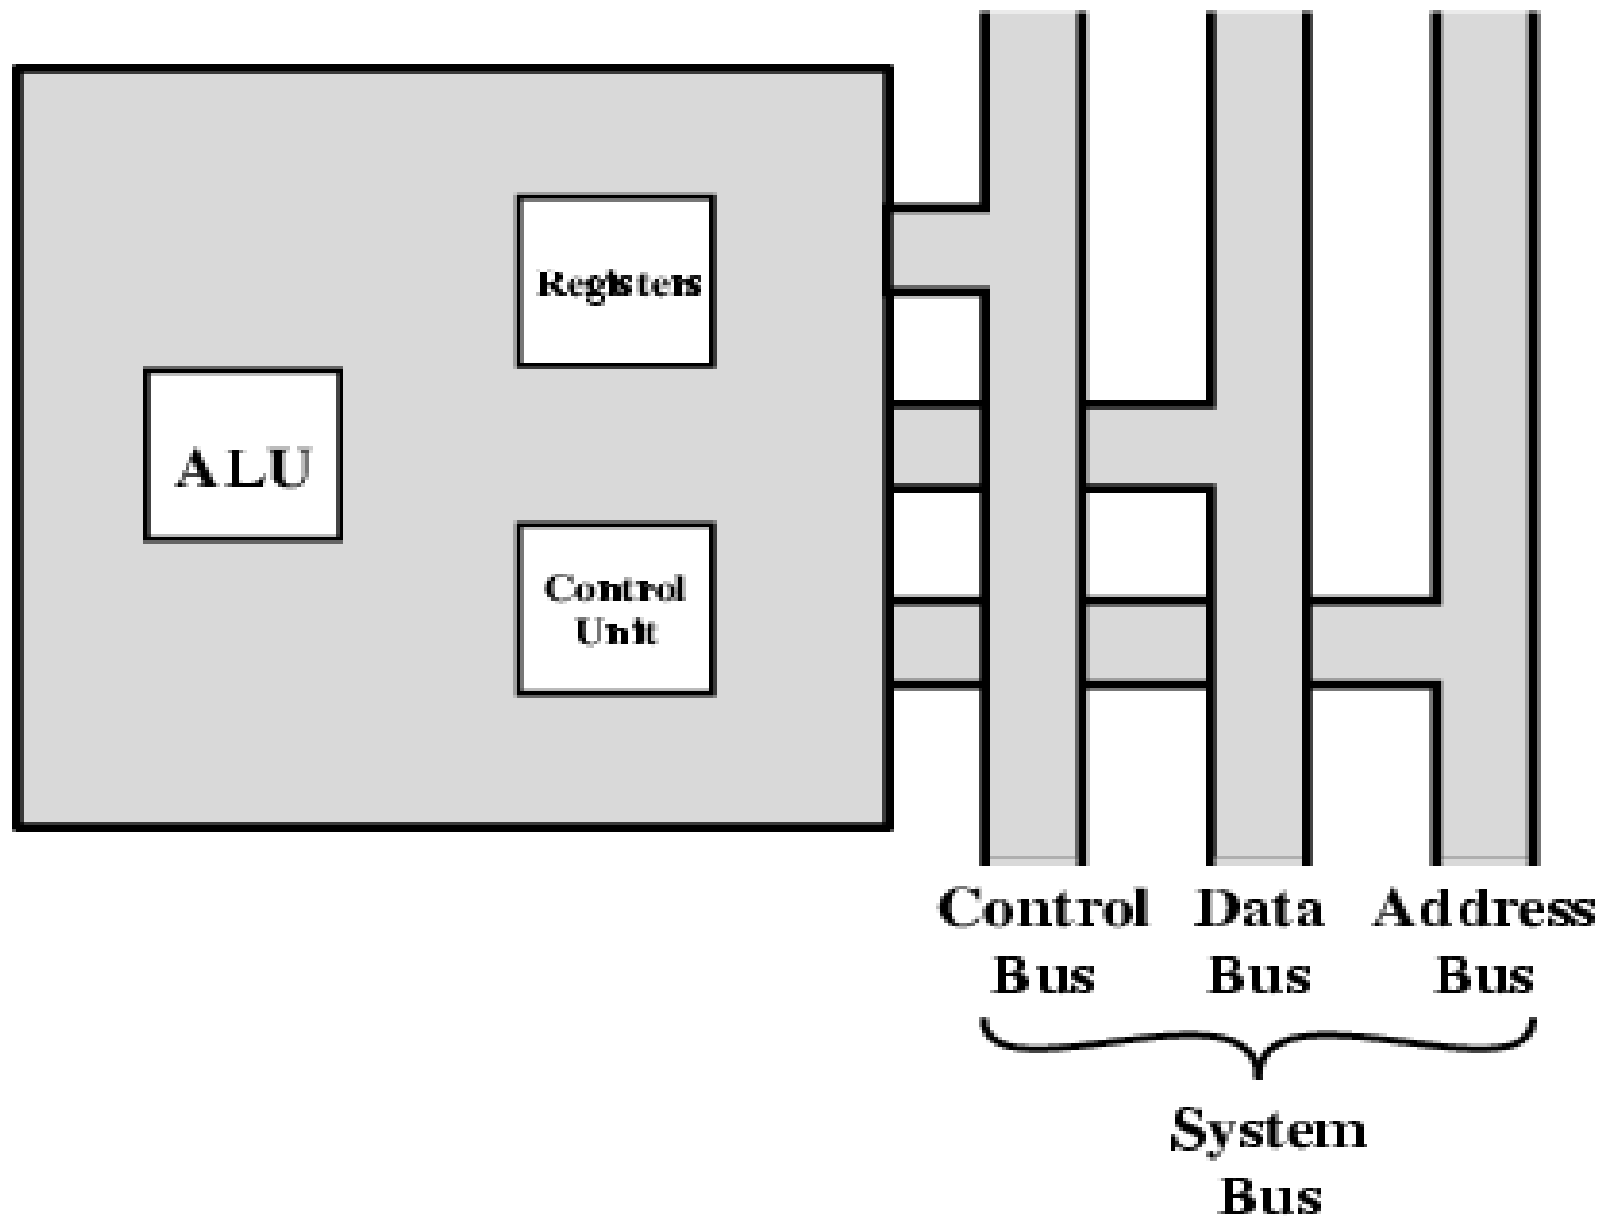 Registers
ALU
Control
Unit
Control Data Address
Bus Bus Bus
System
Bus